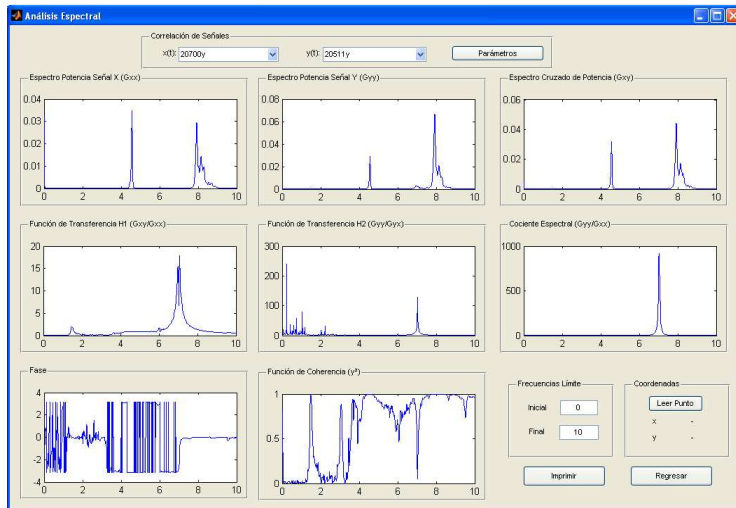 Análisis Espectral
Correlación de Señales
x(t): 20700y
y(t): 20511y
Parámetros
Espectro Potencia Señal X (Gxx)
0.04
0.03
0.02
0.01
0
0 2 4 6 8 10
Espectro Potencia Señal Y (Gyy)
0.08
0.06
0.04
0.02
0
0 2 4 6 8 10
Espectro Cruzado de Potencia (Gxy)
0.06
0.04
0.02
0
0 2 4 6 8 10
Función de Transferencia H1 (Gxy/Gxx)
20
15
10
5
0
0 2 4 6 8 10
Función de Transferencia H2 (Gyy/Gyx)
300
200
100
0
0 2 4 6 8 10
Cociente Espectral (Gyy/Gxx)
1000
500
0
0 2 4 6 8 10
Fase
4
2
0
-2
-4
0 2 4 6 8 10
Función de Coherencia (γ²)
1
0.5
0
0 2 4 6 8 10
Frecuencias Límite
Inicial 0
Final 10
Coordenadas
Leer Punto
x -
y -
Imprimir
Regresar